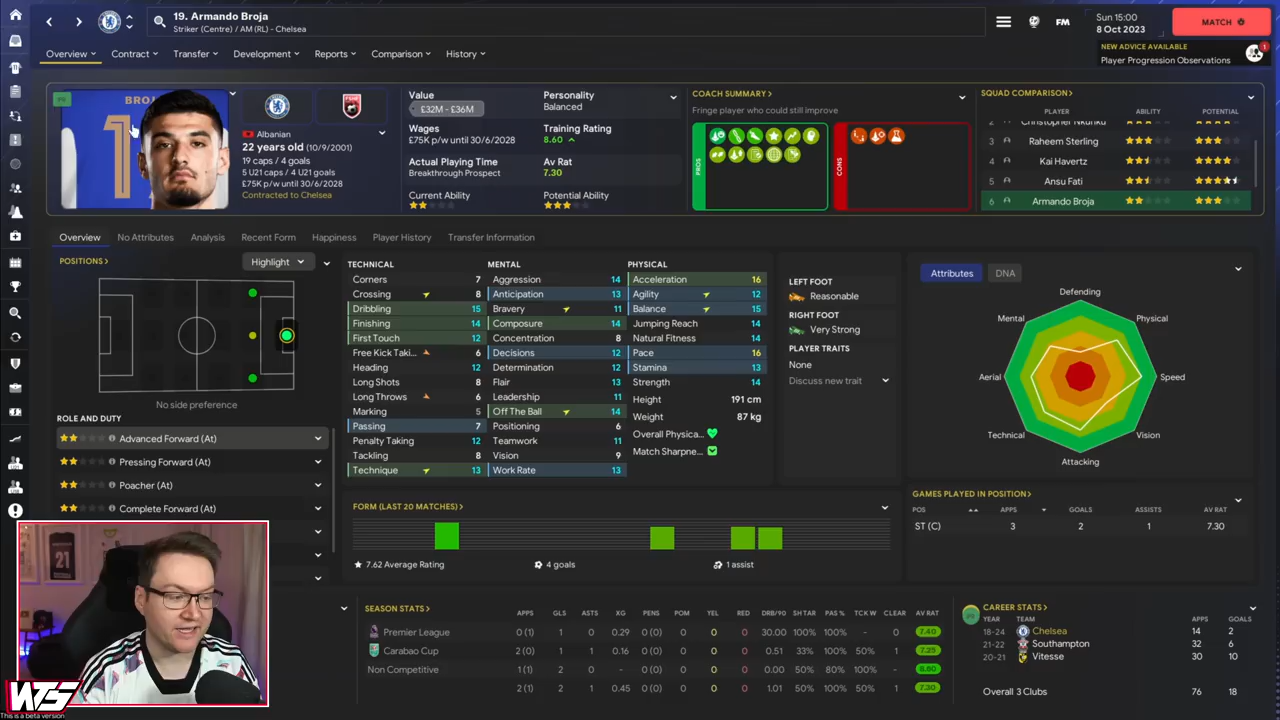 19. Armando Broja
Striker (Centre) / AM (RL) - Chelsea
FM
Sun 15:00
8 Oct 2023
MATCH
Overview
Contract
Transfer
Development
Reports
Comparison
History
NEW ADVICE AVAILABLE
Player Progression Observations
1
BROJ
Albanian
22 years old (10/9/2001)
19 caps / 4 goals
5 U21 caps / 4 U21 goals
£75K p/w until 30/6/2028
Contracted to Chelsea
Value
£32M - £36M
Wages
£75K p/w until 30/6/2028
Actual Playing Time
Breakthrough Prospect
Current Ability
Personality
Balanced
Training Rating
8.60
Av Rat
7.30
Potential Ability
COACH SUMMARY >
Fringe player who could still improve
PROS
CONS
SQUAD COMPARISON >
PLAYER ABILITY POTENTIAL
2 Christopher Nkunku
3 Raheem Sterling
4 Kai Havertz
5 Ansu Fati
6 Armando Broja
Overview
No Attributes
Analysis
Recent Form
Happiness
Player History
Transfer Information
POSITIONS >
Highlight
No side preference
ROLE AND DUTY
Advanced Forward (At)
Pressing Forward (At)
Poacher (At)
Complete Forward (At)
TECHNICAL
Corners 7
Crossing 8
Dribbling 15
Finishing 14
First Touch 12
Free Kick Taki... 6
Heading 12
Long Shots 8
Long Throws 6
Marking 5
Passing 7
Penalty Taking 12
Tackling 8
Technique 13
MENTAL
Aggression 14
Anticipation 13
Bravery 11
Composure 14
Concentration 8
Decisions 12
Determination 12
Flair 13
Leadership 11
Off The Ball 14
Positioning 6
Teamwork 11
Vision 9
Work Rate 13
PHYSICAL
Acceleration 16
Agility 12
Balance 15
Jumping Reach 14
Natural Fitness 14
Pace 16
Stamina 13
Strength 14
Height 191 cm
Weight 87 kg
Overall Physica...
Match Sharpne...
LEFT FOOT
Reasonable
RIGHT FOOT
Very Strong
PLAYER TRAITS
None
Discuss new trait
Attributes
DNA
Defending
Physical
Speed
Vision
Attacking
Technical
Aerial
Mental
FORM (LAST 20 MATCHES) >
7.62 Average Rating
4 goals
1 assist
GAMES PLAYED IN POSITION >
POS APPS GOALS ASSISTS AV RAT
ST (C) 3 2 1 7.30
SEASON STATS >
APPS GLS ASTS XG PENS POM YEL RED DRB/90 SH TAR PAS % TCK W CLEAR AV RAT
Premier League 0 (1) 1 0 0.29 0 (0) 0 0 0 30.00 100% 100% - 0 7.40
Carabao Cup 2 (0) 1 1 0.16 0 (0) 0 0 0 0.51 33% 100% 50% 1 7.25
Non Competitive 1 (1) 2 0 - 0 (0) 0 0 0 0.00 50% 80% 100% - 8.60
2 (1) 2 1 0.45 0 (0) 0 0 0 1.01 50% 100% 50% 1 7.30
CAREER STATS >
YEAR TEAM APPS GOALS
18-24 Chelsea 14 2
21-22 Southampton 32 6
20-21 Vitesse 30 10
Overall 3 Clubs 76 18
21
WTS
This is a beta version